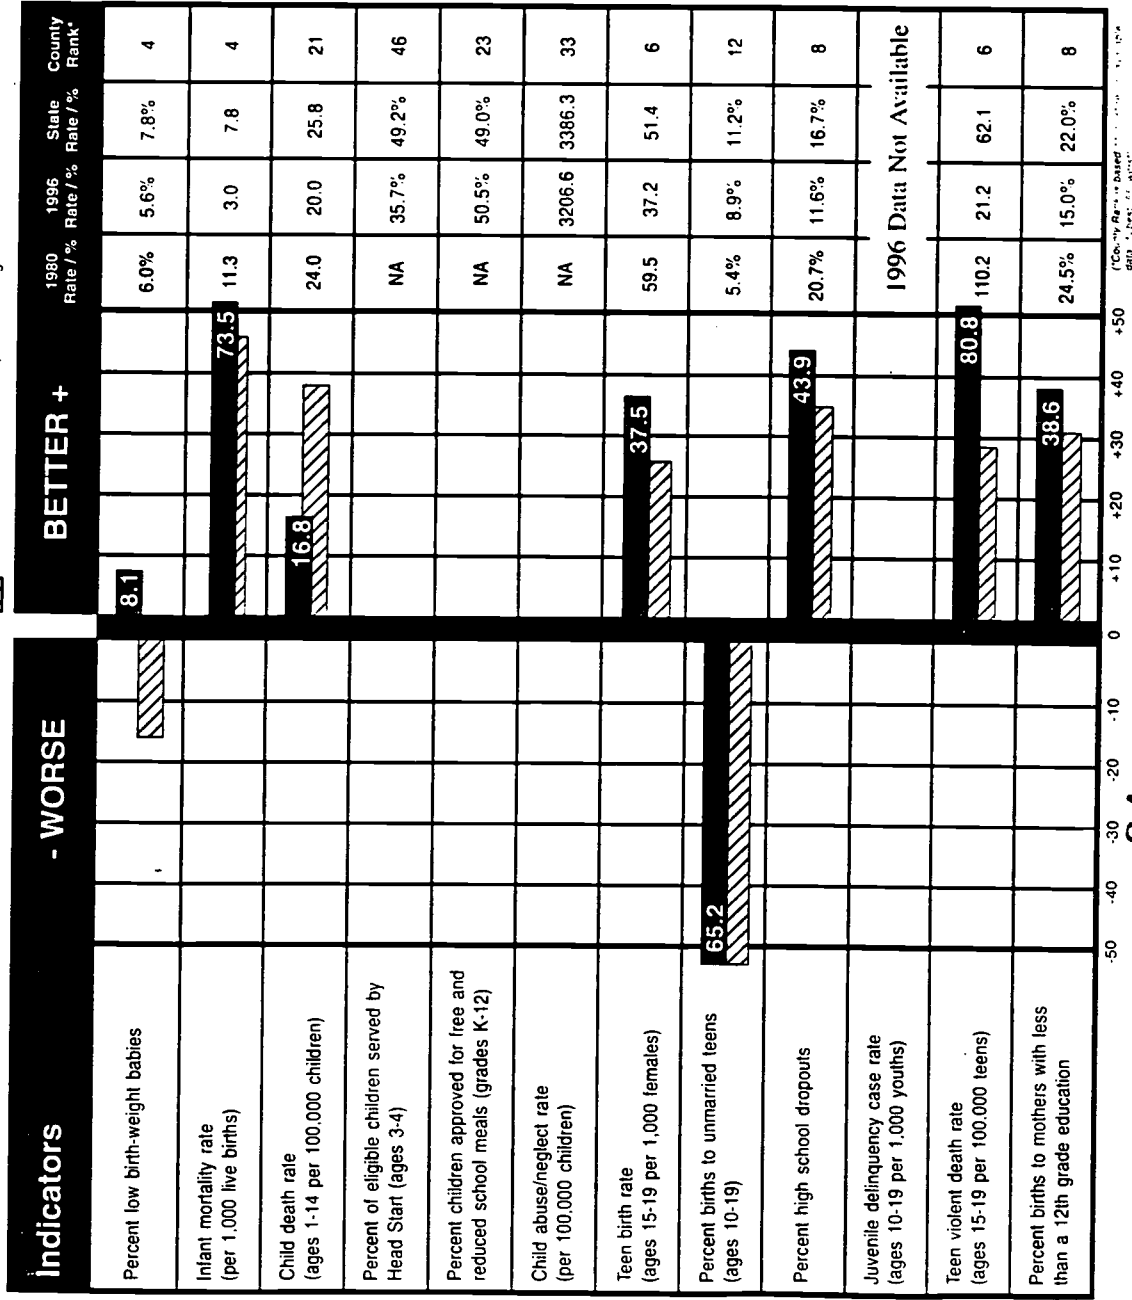 Indicators - WORSE BETTER + 1980 Rate / % 1996 Rate / % State Rate / % County Rank*
Percent low birth-weight babies 8.1 6.0% 5.6% 7.8% 4
Infant mortality rate
(per 1,000 live births) 73.5 11.3 3.0 7.8 4
Child death rate
(ages 1-14 per 100,000 children) 16.8 24.0 20.0 25.8 21
Percent of eligible children served by
Head Start (ages 3-4) NA 35.7% 49.2% 46
Percent children approved for free and
reduced school meals (grades K-12) NA 50.5% 49.0% 23
Child abuse/neglect rate
(per 100,000 children) NA 3206.6 3386.3 33
Teen birth rate
(ages 15-19 per 1,000 females) 37.5 59.5 37.2 51.4 6
Percent births to unmarried teens
(ages 10-19) 65.2 5.4% 8.9% 11.2% 12
Percent high school dropouts 43.9 20.7% 11.6% 16.7% 8
Juvenile delinquency case rate
(ages 10-19 per 1,000 youths) 1996 Data Not Available
Teen violent death rate
(ages 15-19 per 100,000 teens) 80.8 110.2 21.2 62.1 6
Percent births to mothers with less
than a 12th grade education 38.6 24.5% 15.0% 22.0% 8
-50 -40 -30 -20 -10 0 +10 +20 +30 +40 +50
(*County Rank is based
data